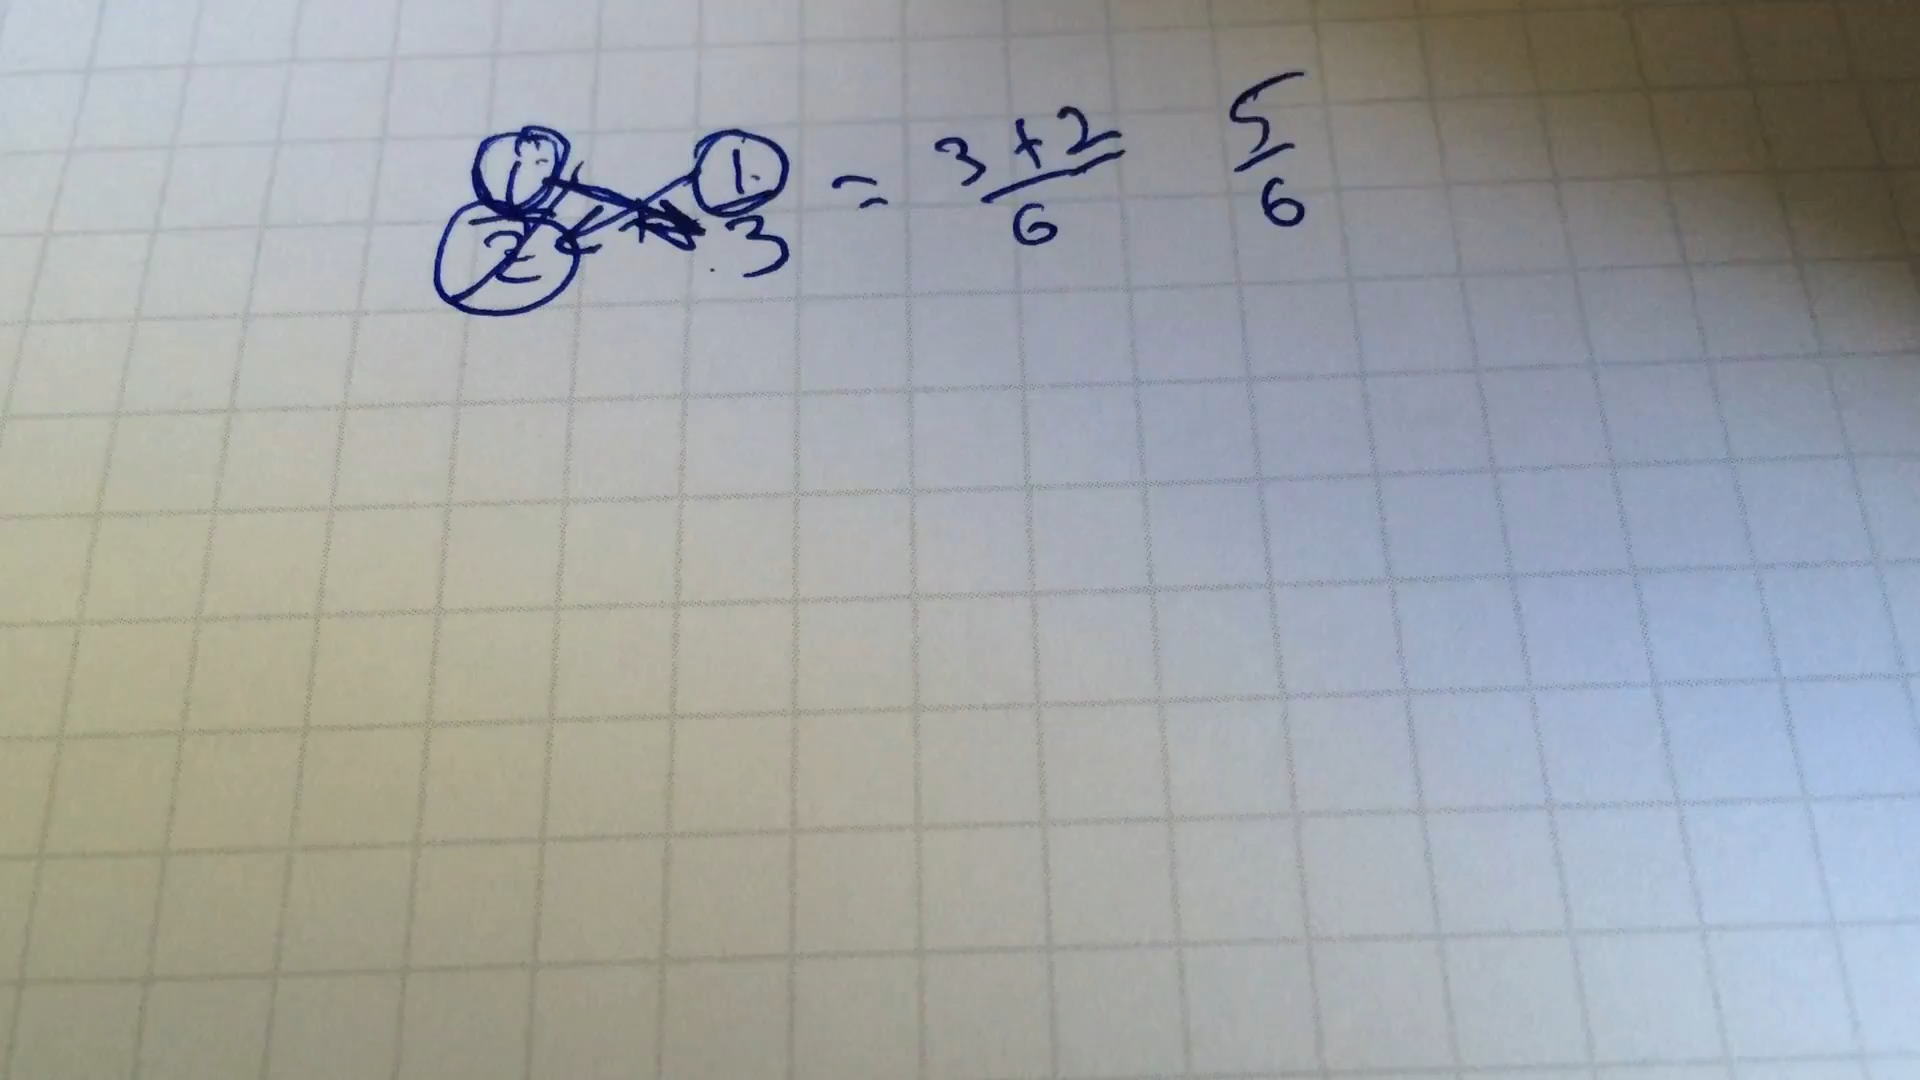 1/2 + 1/3 = 3+2/6 5/6